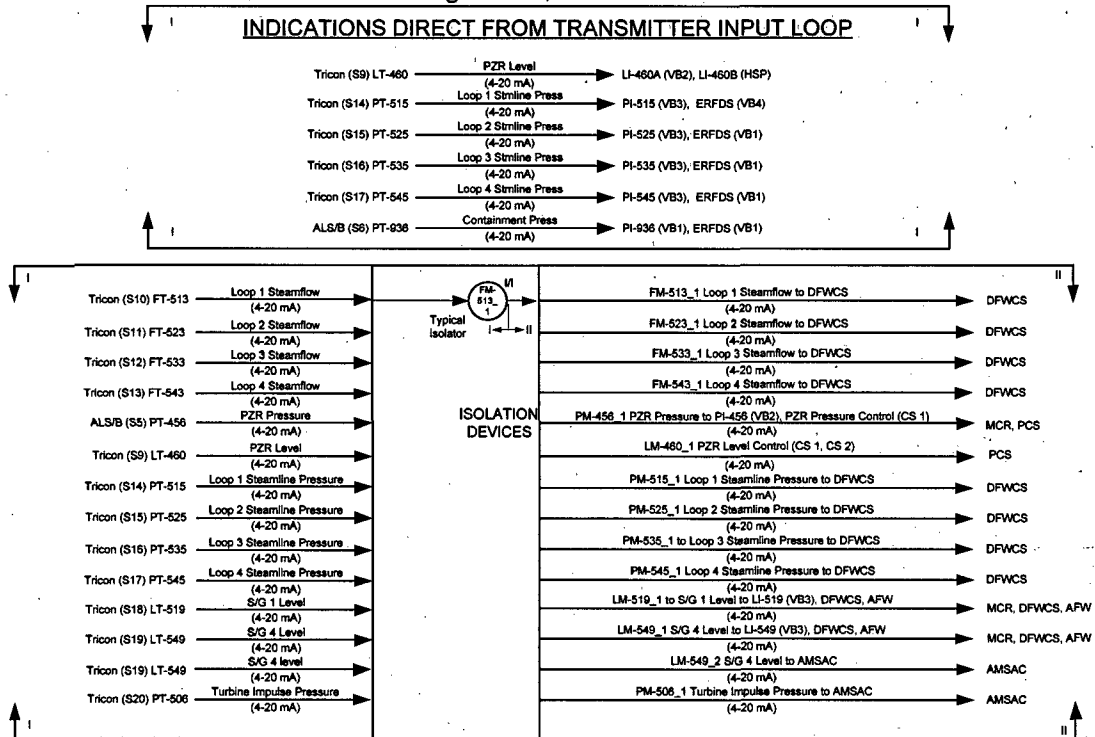 INDICATIONS DIRECT FROM TRANSMITTER INPUT LOOP
I I
Tricon (S9) LT-460 PZR Level (4-20 mA) LI-460A (VB2), LI-460B (HSP)
Tricon (S14) PT-515 Loop 1 Stmline Press (4-20 mA) PI-515 (VB3), ERFDS (VB4)
Tricon (S15) PT-525 Loop 2 Stmline Press (4-20 mA) PI-525 (VB3), ERFDS (VB1)
Tricon (S16) PT-535 Loop 3 Stmline Press (4-20 mA) PI-535 (VB3), ERFDS (VB1)
Tricon (S17) PT-545 Loop 4 Stmline Press (4-20 mA) PI-545 (VB3), ERFDS (VB1)
ALS/B (S6) PT-936 Containment Press (4-20 mA) PI-936 (VB1), ERFDS (VB1)
I I
I II
Tricon (S10) FT-513 Loop 1 Steamflow (4-20 mA) FM-513_1 I/I FM-513_1 Loop 1 Steamflow to DFWCS (4-20 mA) DFWCS
Typical Isolator I II
Tricon (S11) FT-523 Loop 2 Steamflow (4-20 mA) FM-523_1 Loop 2 Steamflow to DFWCS (4-20 mA) DFWCS
Tricon (S12) FT-533 Loop 3 Steamflow (4-20 mA) FM-533_1 Loop 3 Steamflow to DFWCS (4-20 mA) DFWCS
Tricon (S13) FT-543 Loop 4 Steamflow (4-20 mA) FM-543_1 Loop 4 Steamflow to DFWCS (4-20 mA) DFWCS
ISOLATION DEVICES
ALS/B (S5) PT-456 PZR Pressure (4-20 mA) PM-456_1 PZR Pressure to PI-456 (VB2), PZR Pressure Control (CS 1) (4-20 mA) MCR, PCS
Tricon (S9) LT-460 PZR Level (4-20 mA) LM-460_1 PZR Level Control (CS 1, CS 2) (4-20 mA) PCS
Tricon (S14) PT-515 Loop 1 Steamline Pressure (4-20 mA) PM-515_1 Loop 1 Steamline Pressure to DFWCS (4-20 mA) DFWCS
Tricon (S15) PT-525 Loop 2 Steamline Pressure (4-20 mA) PM-525_1 Loop 2 Steamline Pressure to DFWCS (4-20 mA) DFWCS
Tricon (S16) PT-535 Loop 3 Steamline Pressure (4-20 mA) PM-535_1 to Loop 3 Steamline Pressure to DFWCS (4-20 mA) DFWCS
Tricon (S17) PT-545 Loop 4 Steamline Pressure (4-20 mA) PM-545_1 Loop 4 Steamline Pressure to DFWCS (4-20 mA) DFWCS
Tricon (S18) LT-519 S/G 1 Level (4-20 mA) LM-519_1 to S/G 1 Level to LI-519 (VB3), DFWCS, AFW (4-20 mA) MCR, DFWCS, AFW
Tricon (S19) LT-549 S/G 4 Level (4-20 mA) LM-549_1 S/G 4 Level to LI-549 (VB3), DFWCS, AFW (4-20 mA) MCR, DFWCS, AFW
Tricon (S19) LT-549 S/G 4 level (4-20 mA) LM-549_2 S/G 4 Level to AMSAC (4-20 mA) AMSAC
Tricon (S20) PT-506 Turbine Impulse Pressure (4-20 mA) PM-506_1 Turbine Impulse Pressure to AMSAC (4-20 mA) AMSAC
I II